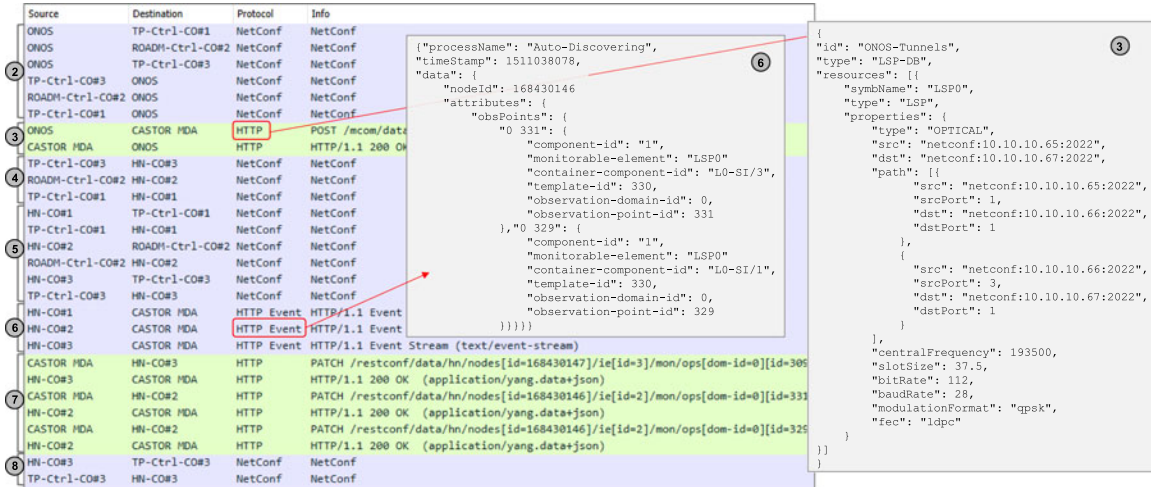 Source Destination Protocol Info
ONOS TP-Ctrl-CO#1 NetConf NetConf
ONOS ROADM-Ctrl-CO#2 NetConf NetConf
ONOS TP-Ctrl-CO#3 NetConf NetConf
2
TP-Ctrl-CO#3 ONOS NetConf NetConf
ROADM-Ctrl-CO#2 ONOS NetConf NetConf
TP-Ctrl-CO#1 ONOS NetConf NetConf
3
ONOS CASTOR MDA HTTP POST /mcom/data
CASTOR MDA ONOS HTTP HTTP/1.1 200 OK
4
TP-Ctrl-CO#3 HN-CO#3 NetConf NetConf
ROADM-Ctrl-CO#2 HN-CO#2 NetConf NetConf
TP-Ctrl-CO#1 HN-CO#1 NetConf NetConf
5
HN-CO#1 TP-Ctrl-CO#1 NetConf NetConf
TP-Ctrl-CO#1 HN-CO#1 NetConf NetConf
HN-CO#2 ROADM-Ctrl-CO#2 NetConf NetConf
ROADM-Ctrl-CO#2 HN-CO#2 NetConf NetConf
HN-CO#3 TP-Ctrl-CO#3 NetConf NetConf
TP-Ctrl-CO#3 HN-CO#3 NetConf NetConf
6
HN-CO#1 CASTOR MDA HTTP Event HTTP/1.1 Event
HN-CO#2 CASTOR MDA HTTP Event HTTP/1.1 Event
HN-CO#3 CASTOR MDA HTTP Event HTTP/1.1 Event Stream (text/event-stream)
7
CASTOR MDA HN-CO#3 HTTP PATCH /restconf/data/hn/nodes[id=168430147]/ie[id=3]/mon/ops[dom-id=0][id=309
HN-CO#3 CASTOR MDA HTTP HTTP/1.1 200 OK (application/yang.data+json)
CASTOR MDA HN-CO#2 HTTP PATCH /restconf/data/hn/nodes[id=168430146]/ie[id=2]/mon/ops[dom-id=0][id=331
HN-CO#2 CASTOR MDA HTTP HTTP/1.1 200 OK (application/yang.data+json)
CASTOR MDA HN-CO#2 HTTP PATCH /restconf/data/hn/nodes[id=168430146]/ie[id=2]/mon/ops[dom-id=0][id=329
HN-CO#2 CASTOR MDA HTTP HTTP/1.1 200 OK (application/yang.data+json)
8
HN-CO#3 TP-Ctrl-CO#3 NetConf NetConf
TP-Ctrl-CO#3 HN-CO#3 NetConf NetConf
{"processName": "Auto-Discovering",
6
"timeStamp": 1511038078,
"data": {
"nodeId": 168430146
"attributes": {
"obsPoints": {
"0 331": {
"component-id": "1",
"monitorable-element": "LSP0"
"container-component-id": "L0-SI/3",
"template-id": 330,
"observation-domain-id": 0,
"observation-point-id": 331
},"0 329": {
"component-id": "1",
"monitorable-element": "LSP0"
"container-component-id": "L0-SI/1",
"template-id": 330,
"observation-domain-id": 0,
"observation-point-id": 329
}}}}}
{
3
"id": "ONOS-Tunnels",
"type": "LSP-DB",
"resources": [{
"symbName": "LSP0",
"type": "LSP",
"properties": {
"type": "OPTICAL",
"src": "netconf:10.10.10.65:2022",
"dst": "netconf:10.10.10.67:2022",
"path": [{
"src": "netconf:10.10.10.65:2022",
"srcPort": 1,
"dst": "netconf:10.10.10.66:2022",
"dstPort": 1
},
{
"src": "netconf:10.10.10.66:2022",
"srcPort": 3,
"dst": "netconf:10.10.10.67:2022",
"dstPort": 1
}
],
"centralFrequency": 193500,
"slotSize": 37.5,
"bitRate": 112,
"baudRate": 28,
"modulationFormat": "qpsk",
"fec": "ldpc"
}
}]
}